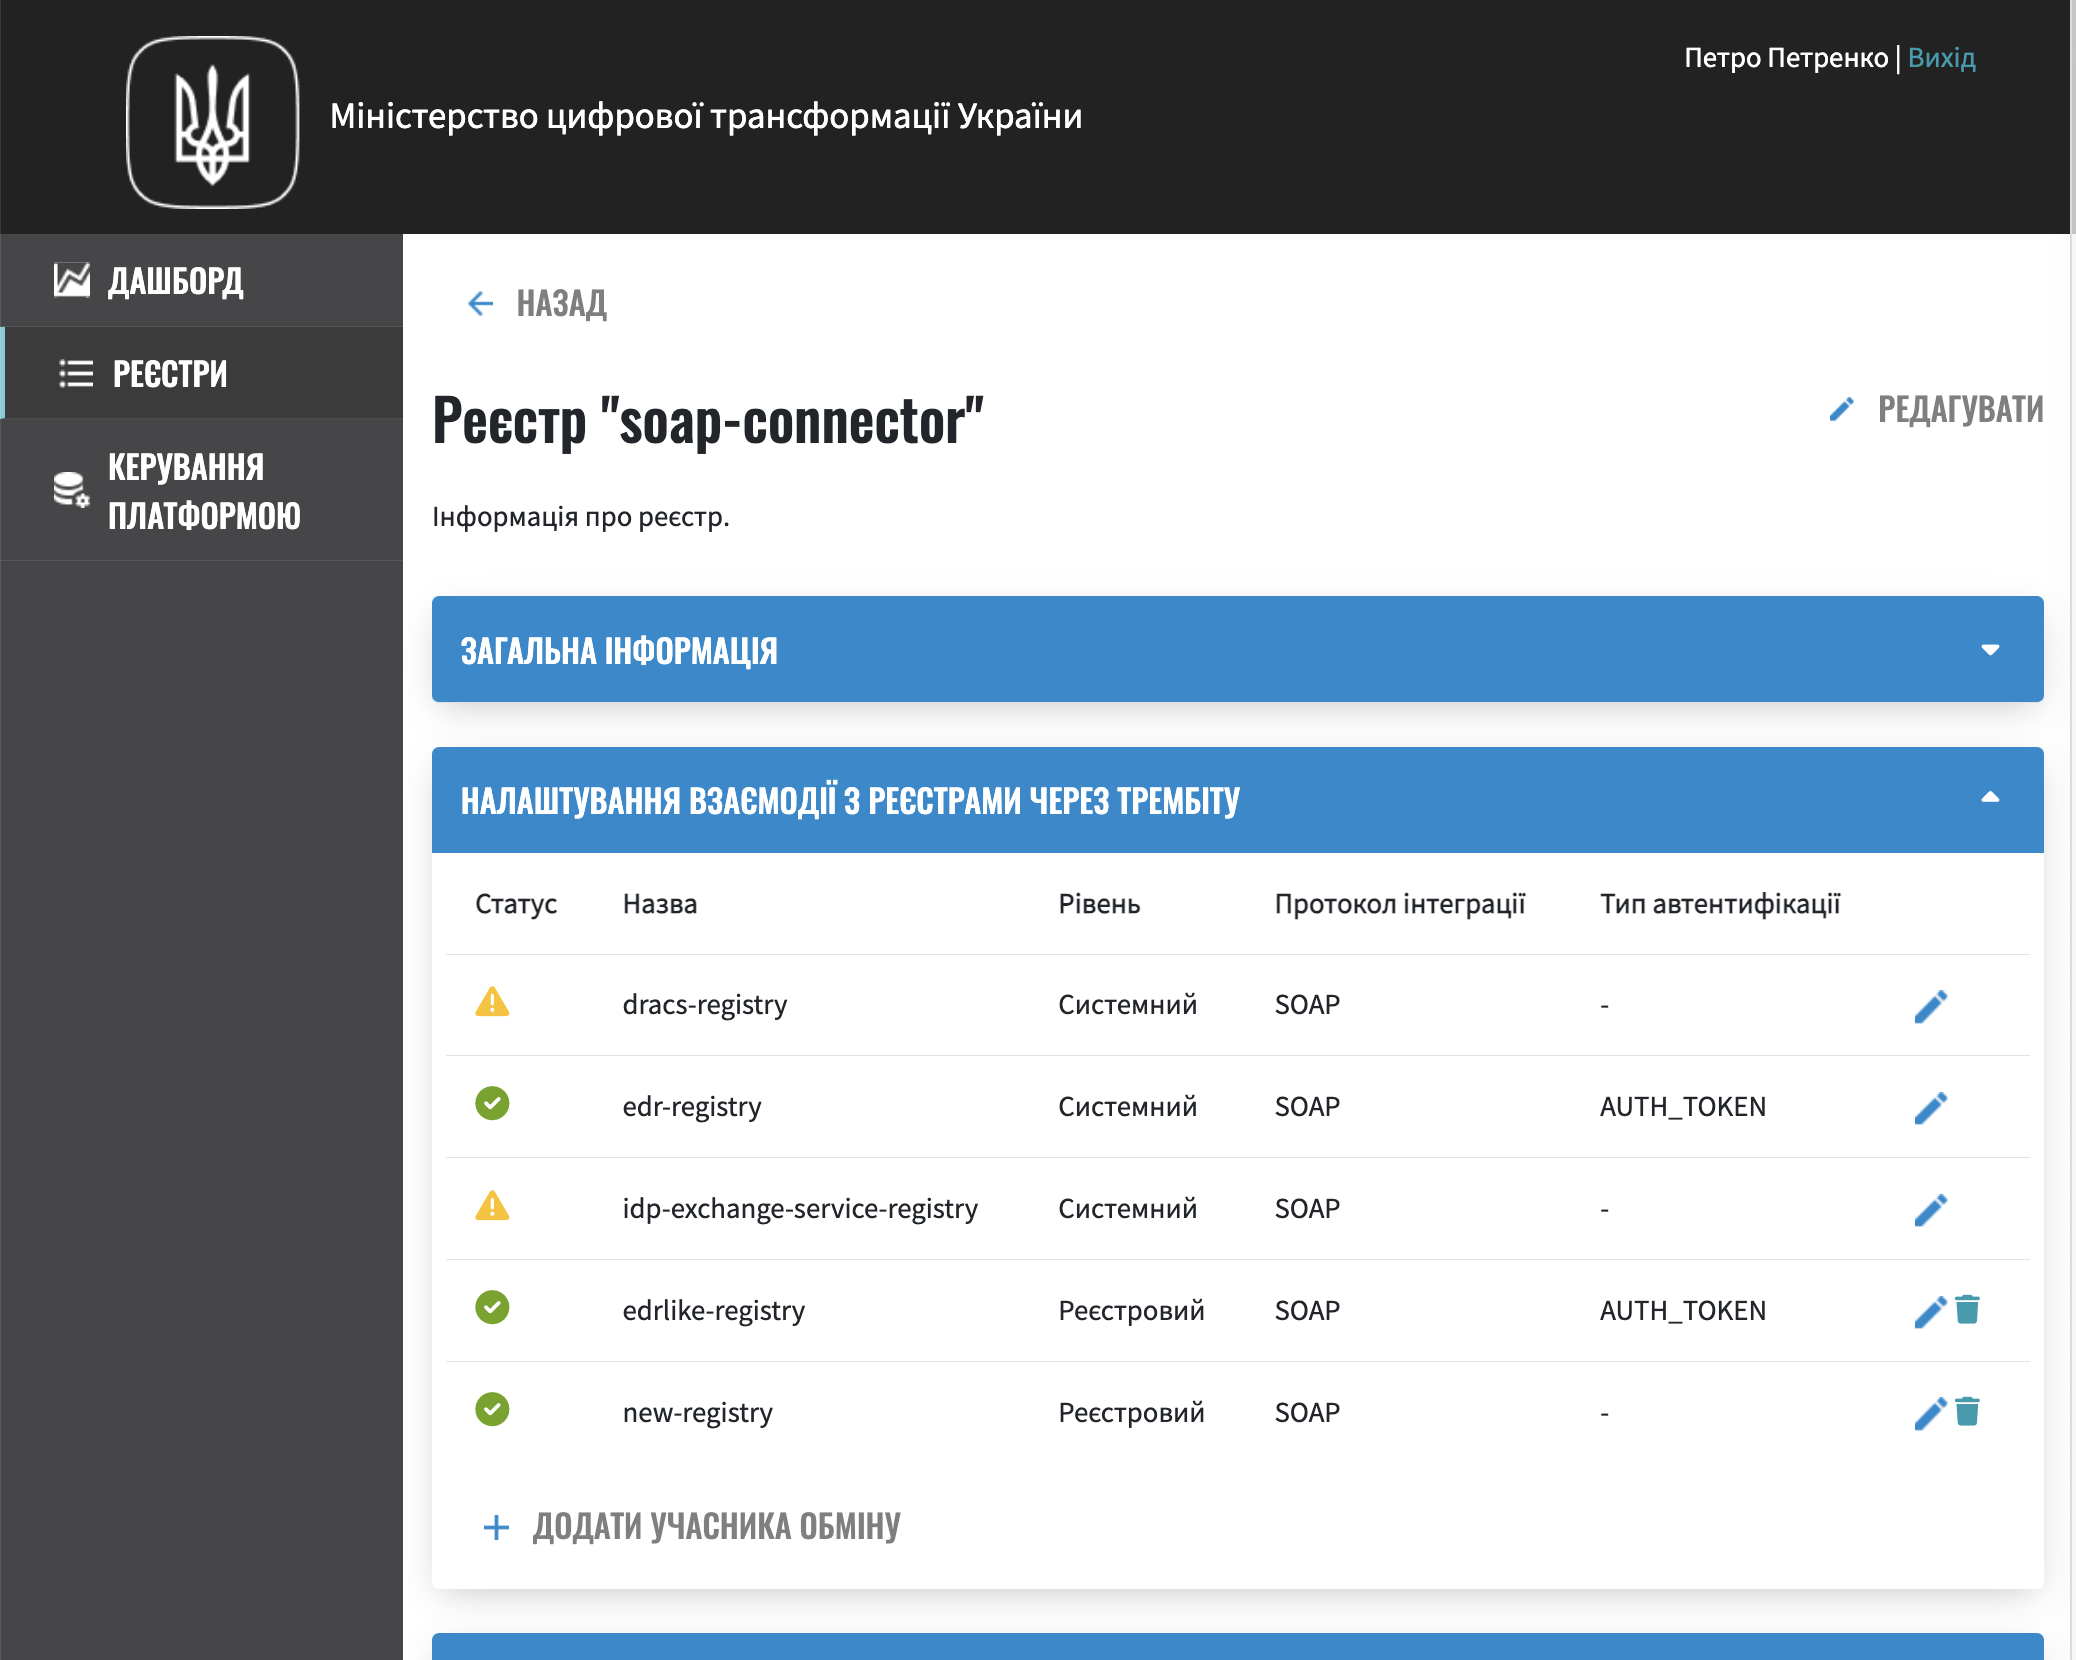 Петро Петренко | Вихід
Міністерство цифрової трансформації України
ДАШБОРД
РЕЄСТРИ
КЕРУВАННЯ
ПЛАТФОРМОЮ
НАЗАД
Реєстр "soap-connector"
РЕДАГУВАТИ
Інформація про реєстр.
ЗАГАЛЬНА ІНФОРМАЦІЯ
НАЛАШТУВАННЯ ВЗАЄМОДІЇ З РЕЄСТРАМИ ЧЕРЕЗ ТРЕМБІТУ
Статус Назва Рівень Протокол інтеграції Тип автентифікації
dracs-registry Системний SOAP -
edr-registry Системний SOAP AUTH_TOKEN
idp-exchange-service-registry Системний SOAP -
edrlike-registry Реєстровий SOAP AUTH_TOKEN
new-registry Реєстровий SOAP -
ДОДАТИ УЧАСНИКА ОБМІНУ